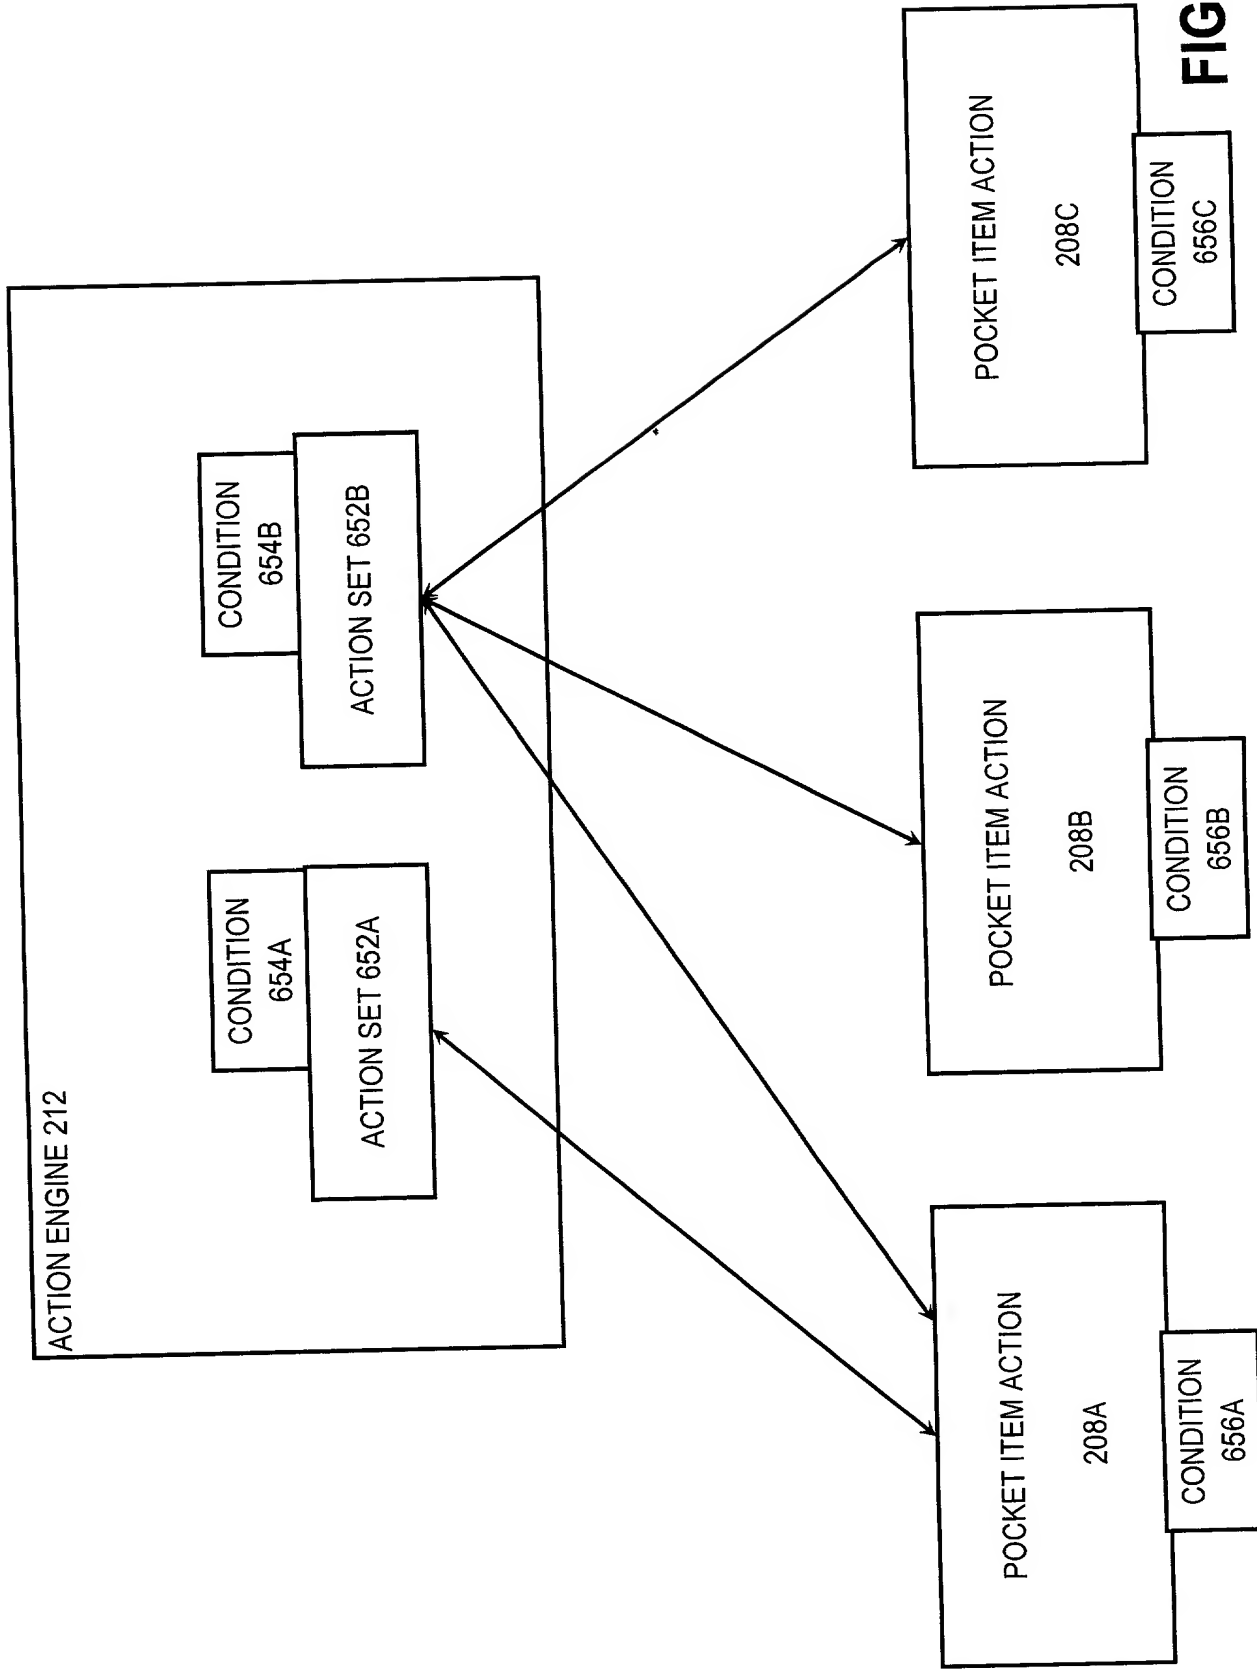 ACTION ENGINE 212
CONDITION
654A
ACTION SET 652A
CONDITION
654B
ACTION SET 652B
POCKET ITEM ACTION
208A
CONDITION
656A
POCKET ITEM ACTION
208B
CONDITION
656B
POCKET ITEM ACTION
208C
CONDITION
656C
FIG